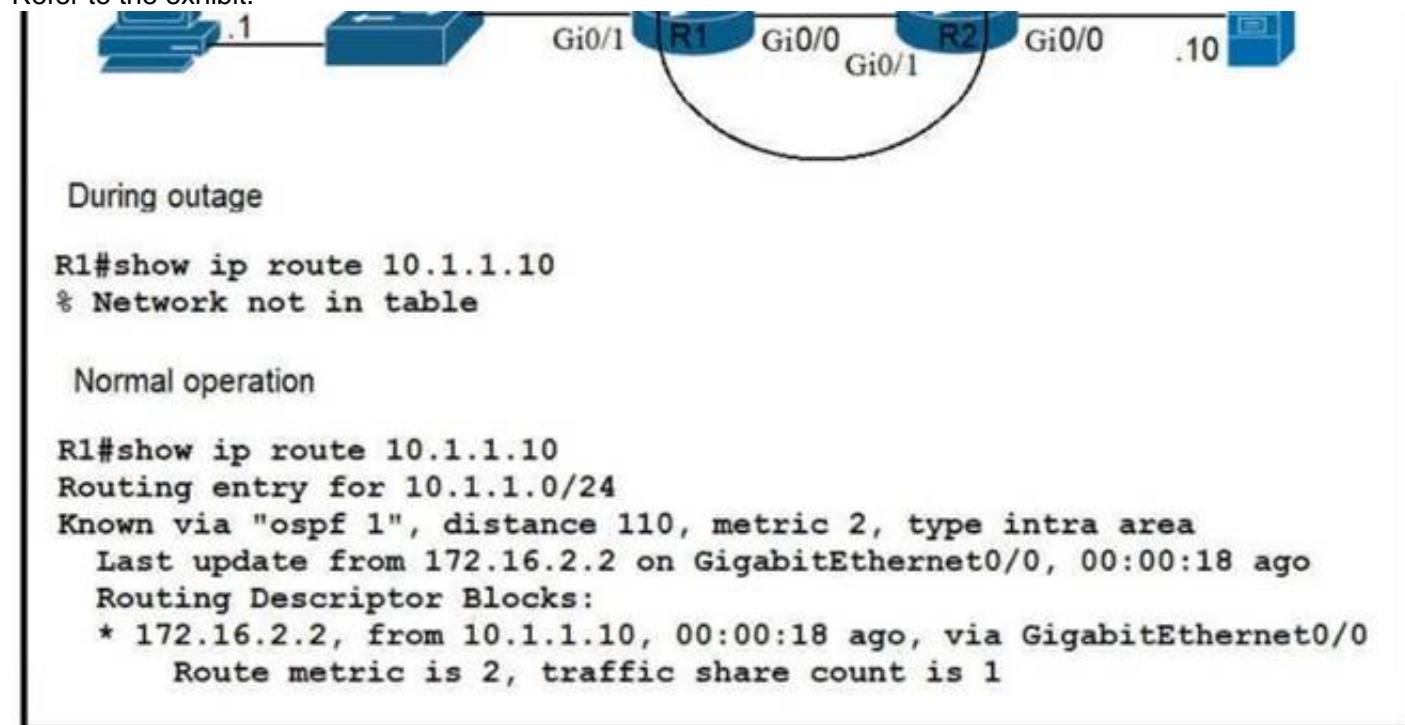 Refer to the exhibit.
.1
Gi0/1
R1
Gi0/0
Gi0/1
R2
Gi0/0
.10
During outage
R1#show ip route 10.1.1.10
% Network not in table
Normal operation
R1#show ip route 10.1.1.10
Routing entry for 10.1.1.0/24
Known via "ospf 1", distance 110, metric 2, type intra area
Last update from 172.16.2.2 on GigabitEthernet0/0, 00:00:18 ago
Routing Descriptor Blocks:
* 172.16.2.2, from 10.1.1.10, 00:00:18 ago, via GigabitEthernet0/0
Route metric is 2, traffic share count is 1